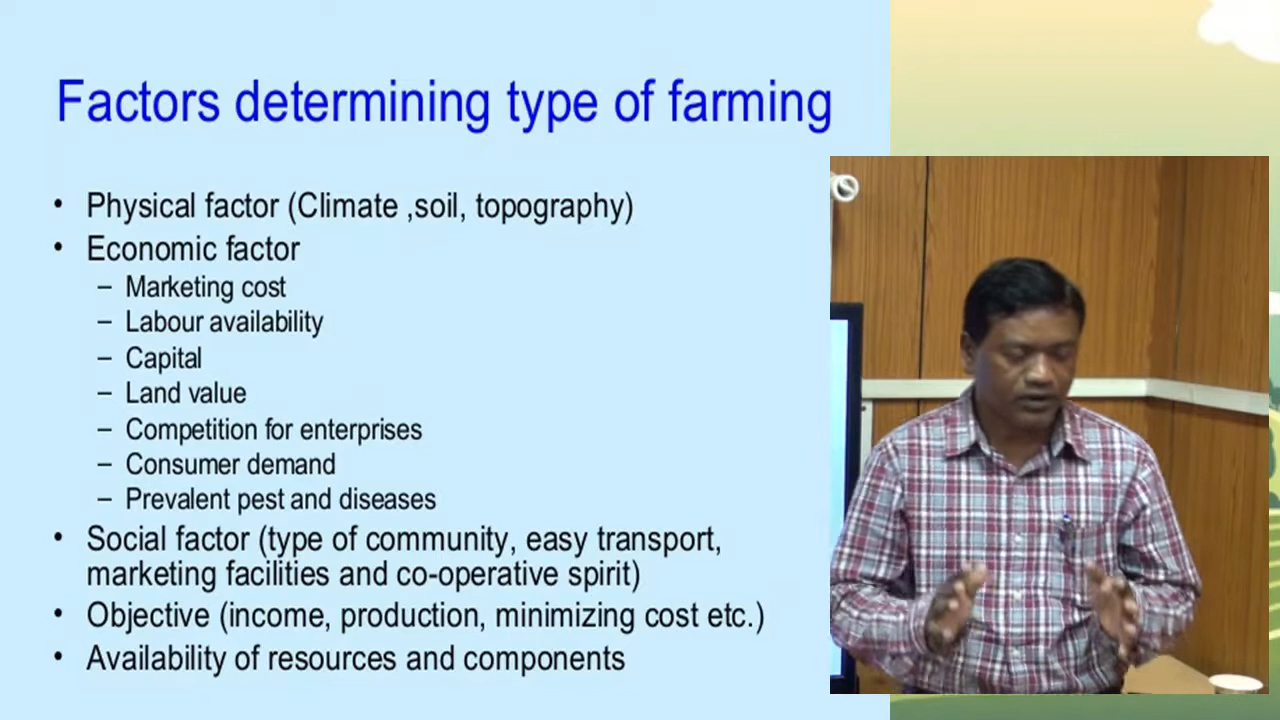 Factors determining type of farming
• Physical factor (Climate ,soil, topography)
• Economic factor
– Marketing cost
– Labour availability
– Capital
– Land value
– Competition for enterprises
– Consumer demand
– Prevalent pest and diseases
• Social factor (type of community, easy transport,
marketing facilities and co-operative spirit)
• Objective (income, production, minimizing cost etc.)
• Availability of resources and components